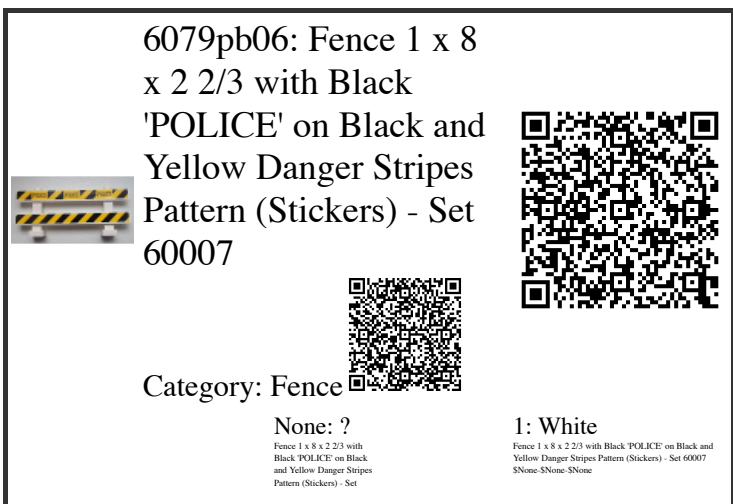 6079pb06: Fence 1 x 8
x 2 2/3 with Black
'POLICE' on Black and
Yellow Danger Stripes
Pattern (Stickers) - Set
60007
Category: Fence
None: ?
Fence 1 x 8 x 2 2/3 with
Black 'POLICE' on Black
and Yellow Danger Stripes
Pattern (Stickers) - Set
1: White
Fence 1 x 8 x 2 2/3 with Black 'POLICE' on Black and
Yellow Danger Stripes Pattern (Stickers) - Set 60007
$None-$None-$None